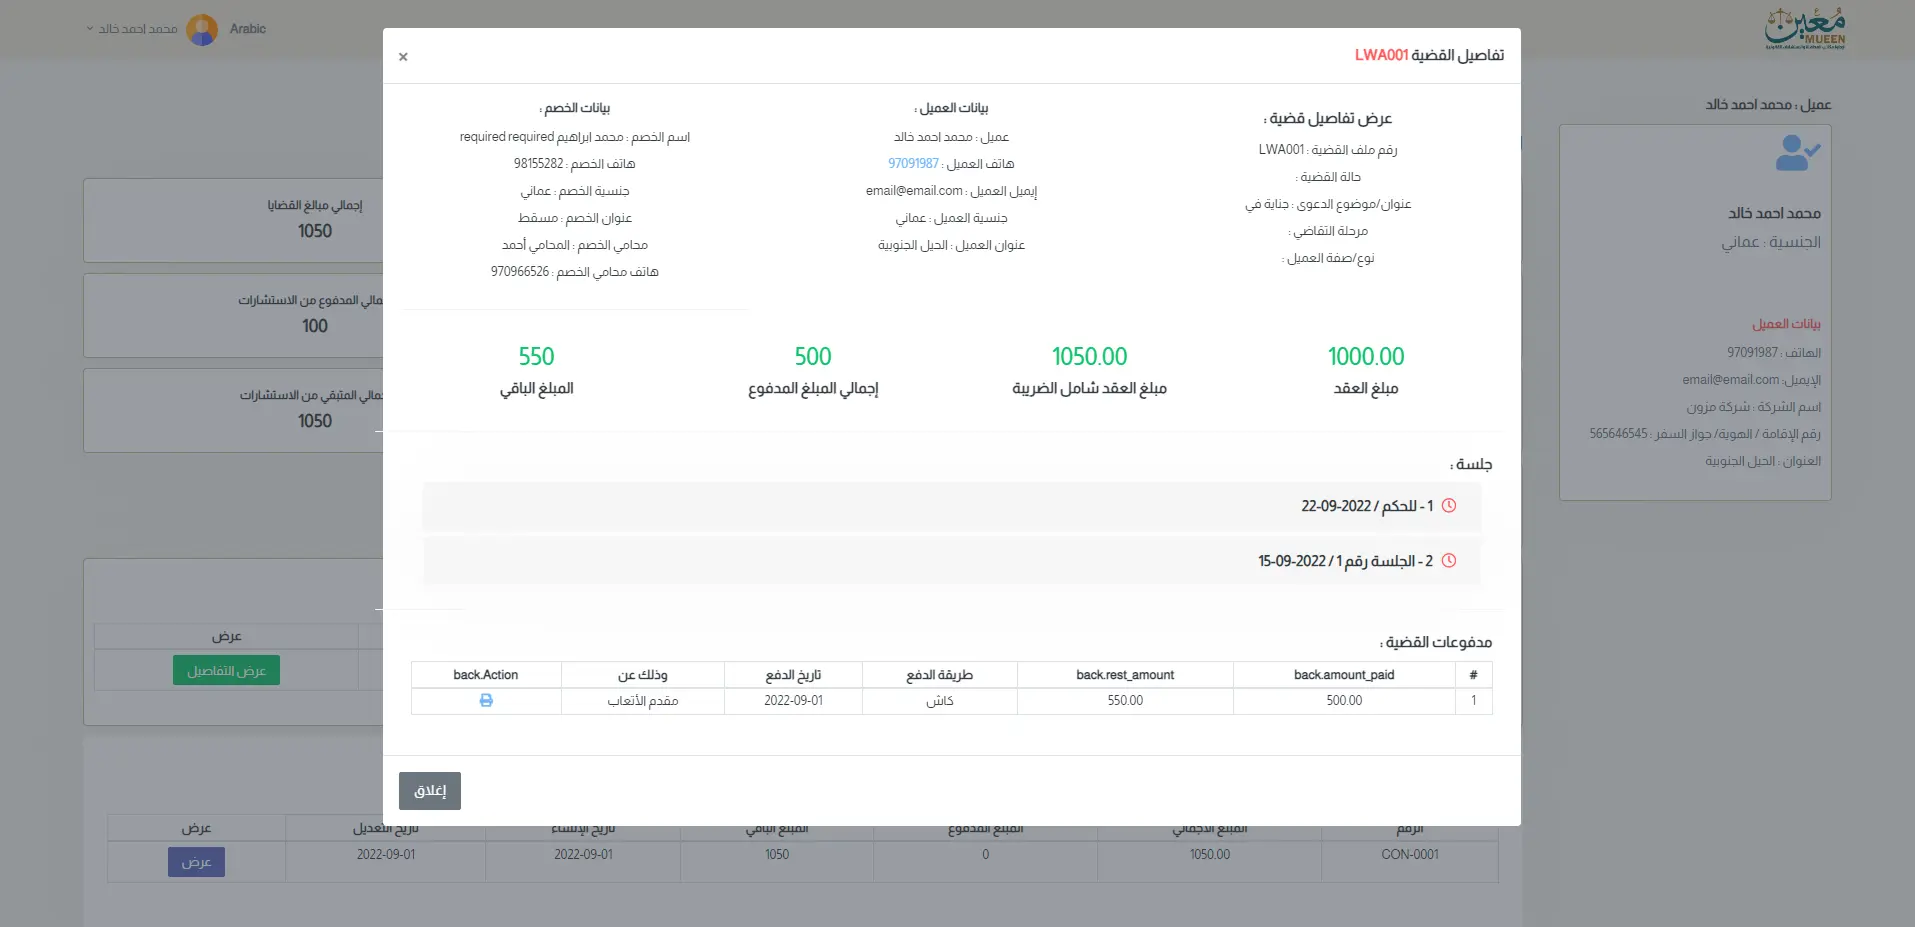 مُعين
MUEEN
Arabic
محمد احمد خالد
عميل : محمد احمد خالد
محمد احمد خالد
الجنسية : عماني
بيانات العميل
الهاتف : 97091987
الإيميل: email@email.com
اسم الشركة : شركة مزون
رقم الإقامة / الهوية/ جواز السفر : 565646545
العنوان : الحيل الجنوبية
إجمالي مبالغ القضايا
1050
مالي المدفوع من الاستشارات
100
مالي المتبقي من الاستشارات
1050
عرض
عرض التفاصيل
تفاصيل القضية LWA001
×
عرض تفاصيل قضية :
رقم ملف القضية : LWA001
حالة القضية :
عنوان/موضوع الدعوى : جناية في
مرحلة التقاضي :
نوع/صفة العميل :
بيانات العميل :
عميل : محمد احمد خالد
هاتف العميل : 97091987
إيميل العميل : email@email.com
جنسية العميل : عماني
عنوان العميل : الحيل الجنوبية
بيانات الخصم :
اسم الخصم : محمد ابراهيم required required
هاتف الخصم : 98155282
جنسية الخصم : عماني
عنوان الخصم : مسقط
محامي الخصم : المحامي أحمد
هاتف محامي الخصم : 970966526
1000.00 1050.00 500 550
مبلغ العقد مبلغ العقد شامل الضريبة إجمالي المبلغ المدفوع المبلغ الباقي
جلسة :
1 - للحكم / 2022-09-22
2 - الجلسة رقم 1 / 2022-09-15
مدفوعات القضية :
# back.amount_paid back.rest_amount طريقة الدفع تاريخ الدفع وذلك عن back.Action
1 500.00 550.00 كاش 2022-09-01 مقدم الأتعاب
إغلاق
الرقم المبلغ الاجمالي المبلغ المدفوع المبلغ الباقي تاريخ الإنشاء تاريخ التعديل عرض
CON-0001 1050.00 0 1050 2022-09-01 2022-09-01 عرض